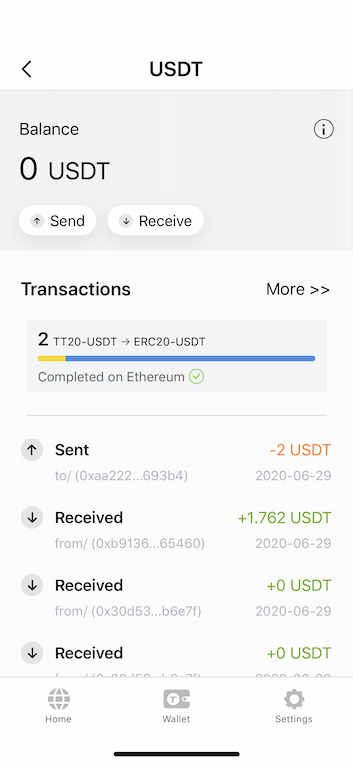 USDT
Balance
0 USDT
Send
Receive
Transactions
More >>
2 TT20-USDT → ERC20-USDT
Completed on Ethereum
Sent
-2 USDT
to/ (0xaa222...693b4)
2020-06-29
Received
+1.762 USDT
from/ (0xb9136...65460)
2020-06-29
Received
+0 USDT
from/ (0x30d53...b6e7f)
2020-06-29
Received
+0 USDT
Home
Wallet
Settings